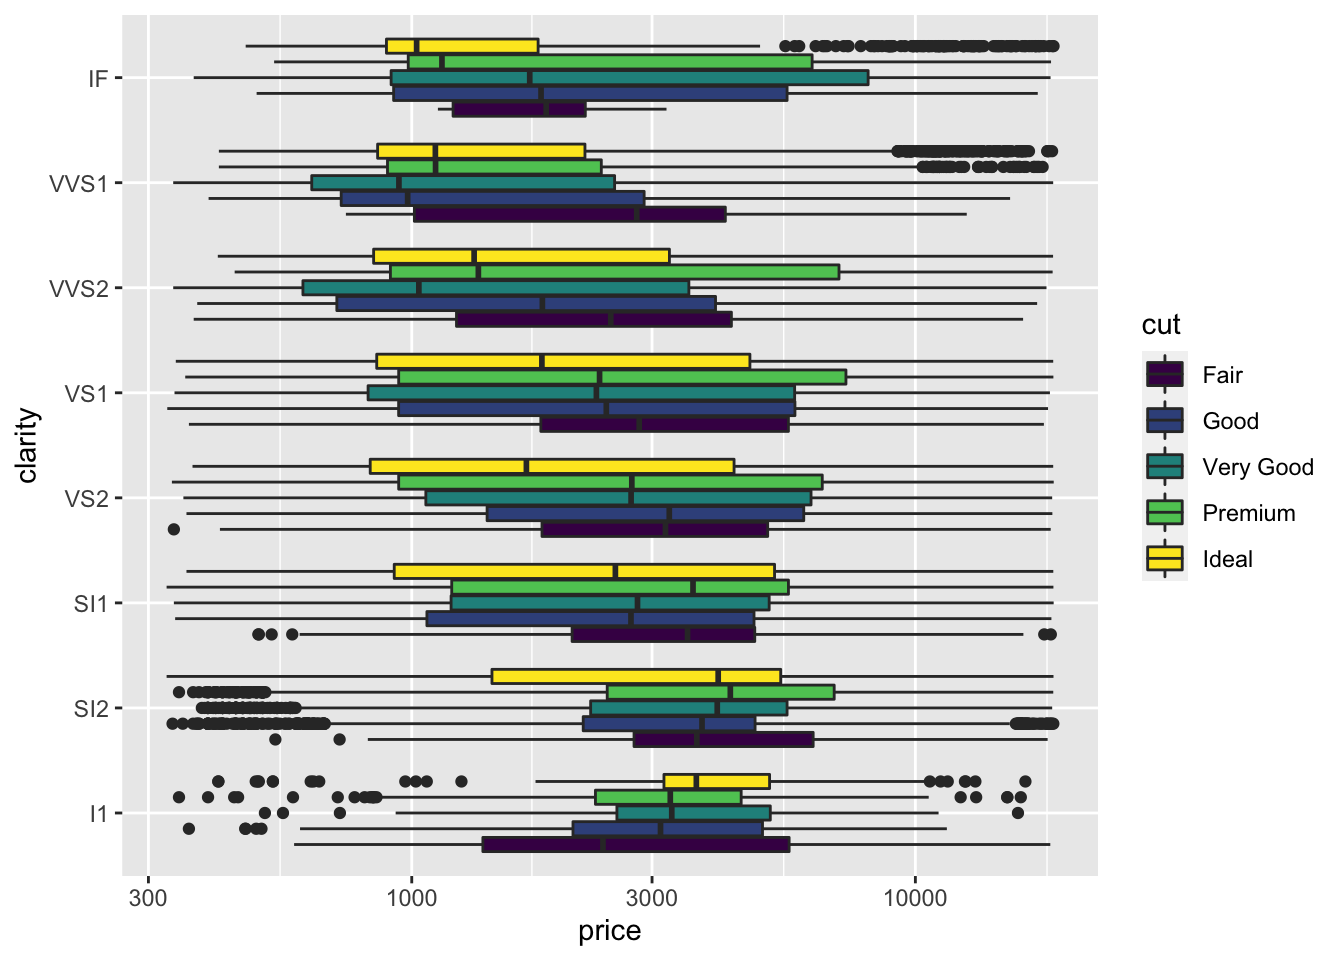 IF
VVS1
VVS2
VS1
VS2
SI1
SI2
I1
clarity
300
1000
3000
10000
price
cut
Fair
Good
Very Good
Premium
Ideal